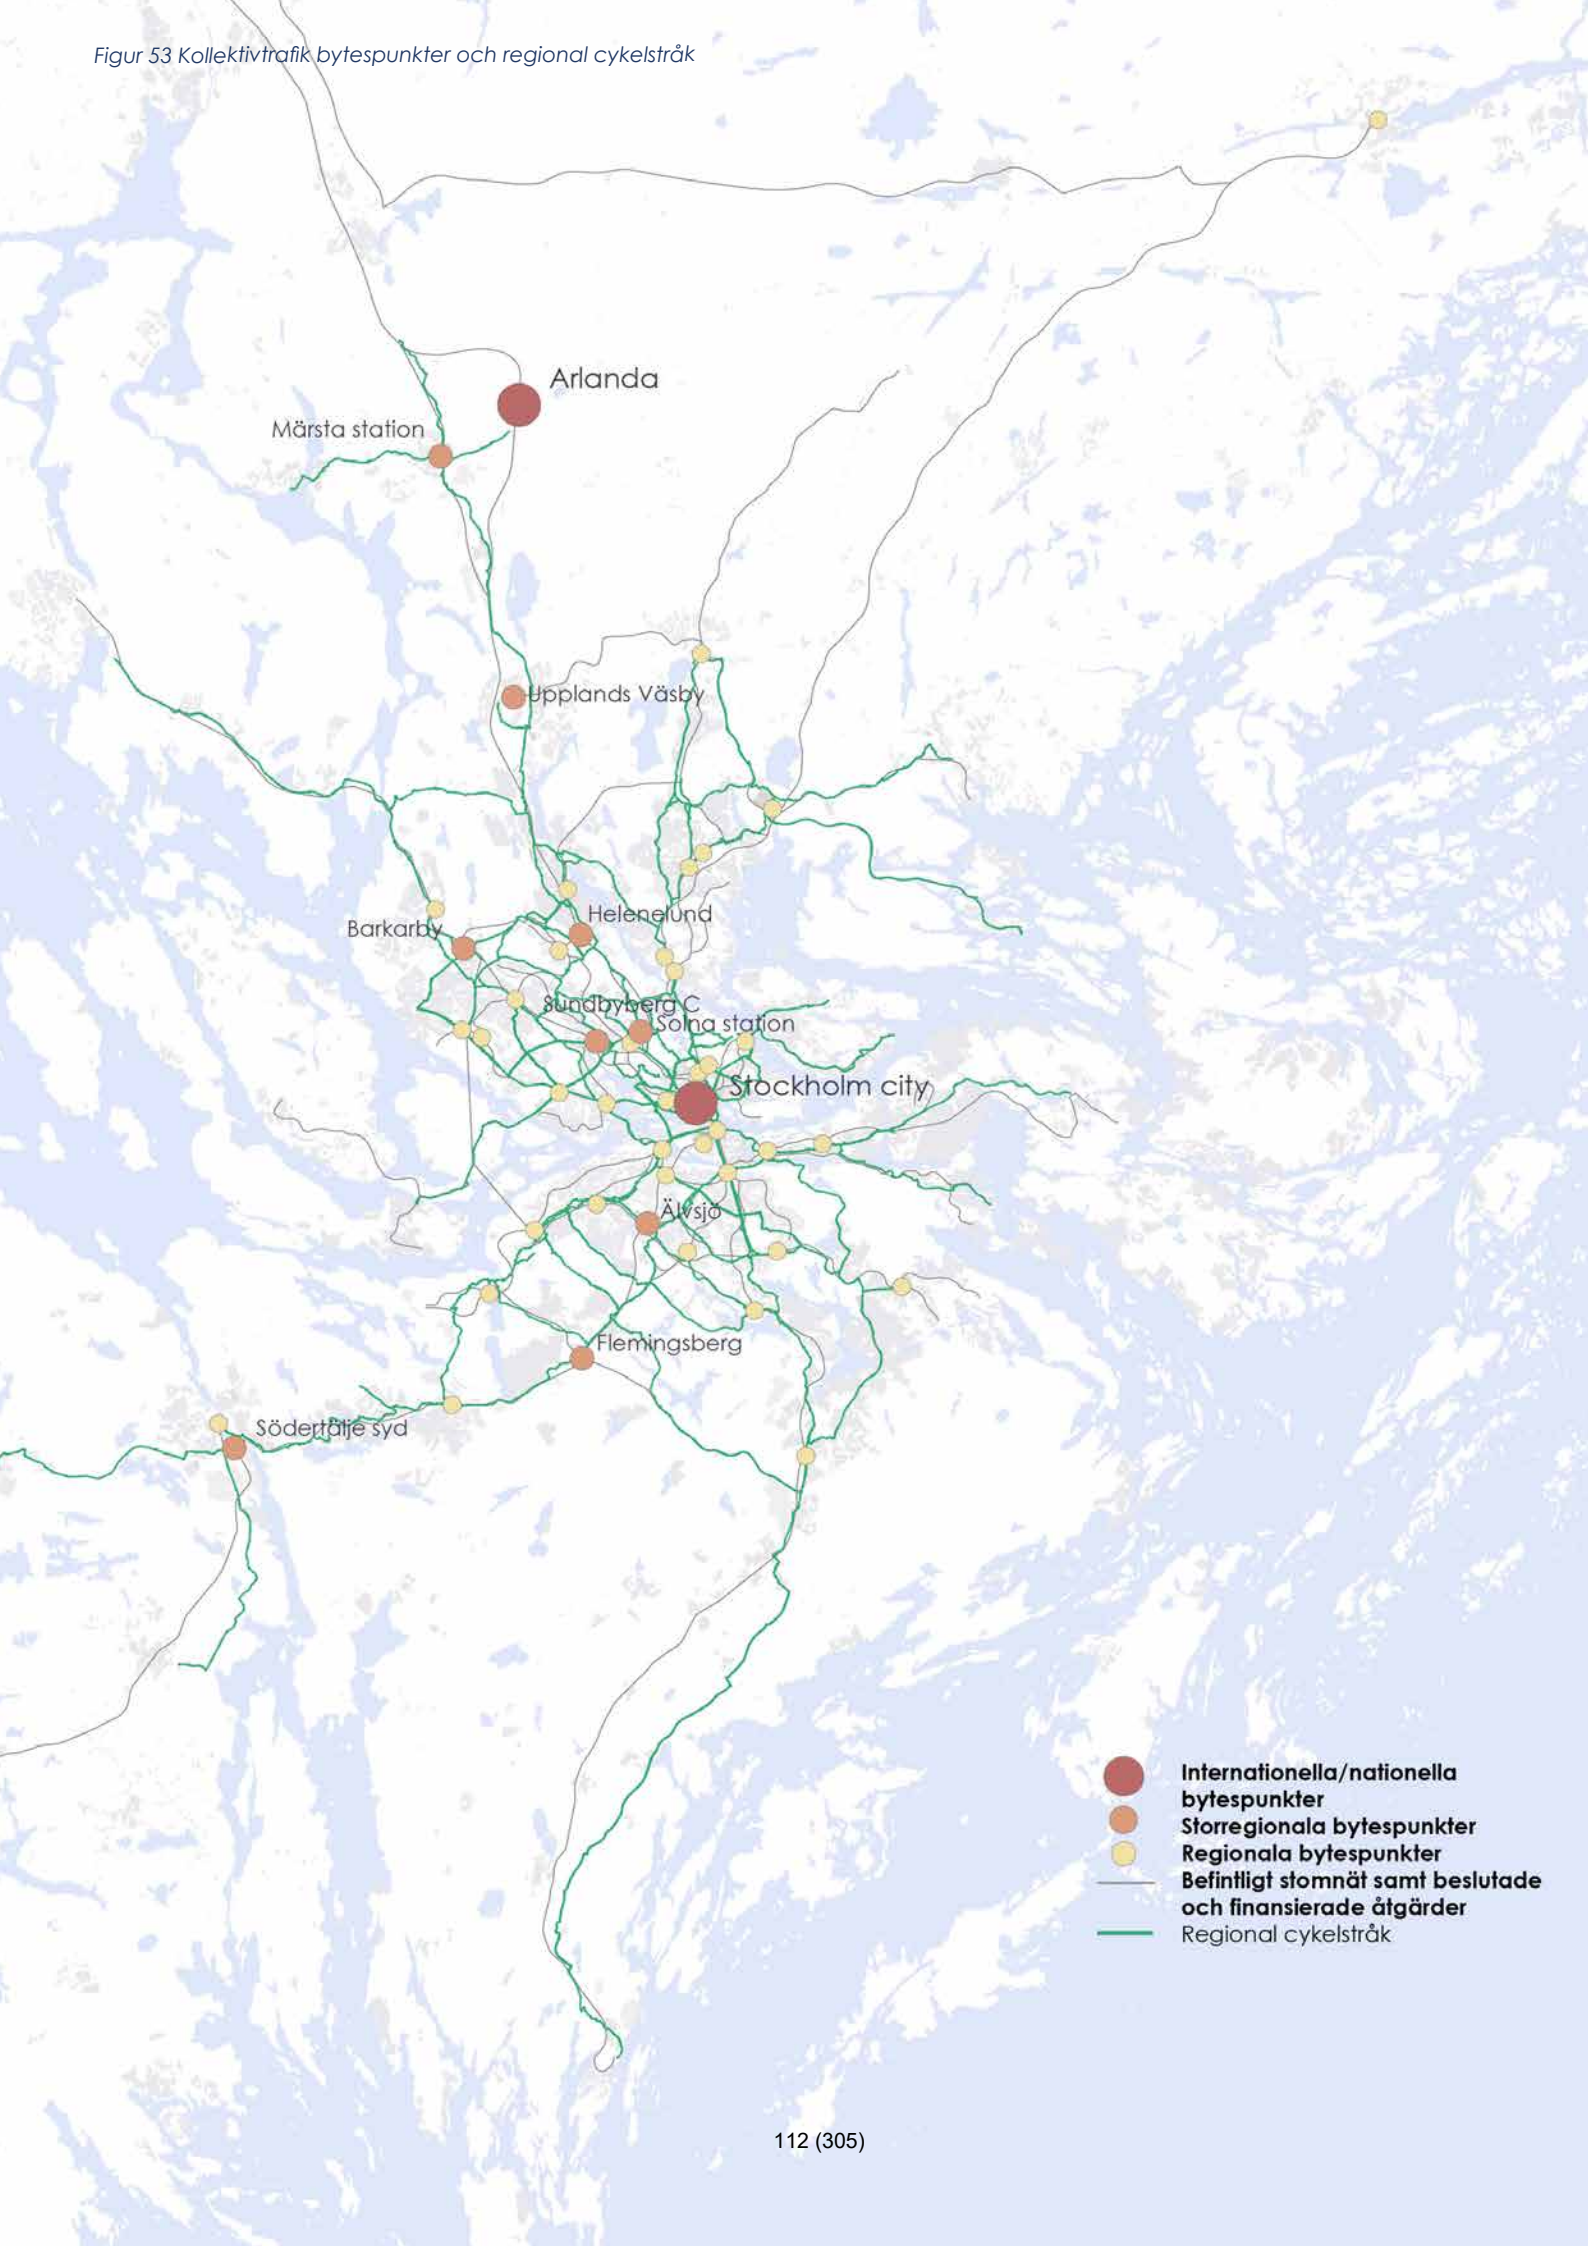 Figur 53 Kollektivtrafik bytespunkter och regional cykelstråk
Arlanda
Märsta station
Upplands Väsby
Helenelund
Barkarby
Sundbyberg C
Solna station
Stockholm city
Älvsjö
Flemingsberg
Södertälje syd
Internationella/nationella
bytespunkter
Storregionala bytespunkter
Regionala bytespunkter
Befintligt stomnät samt beslutade
och finansierade åtgärder
Regional cykelstråk
112 (305)